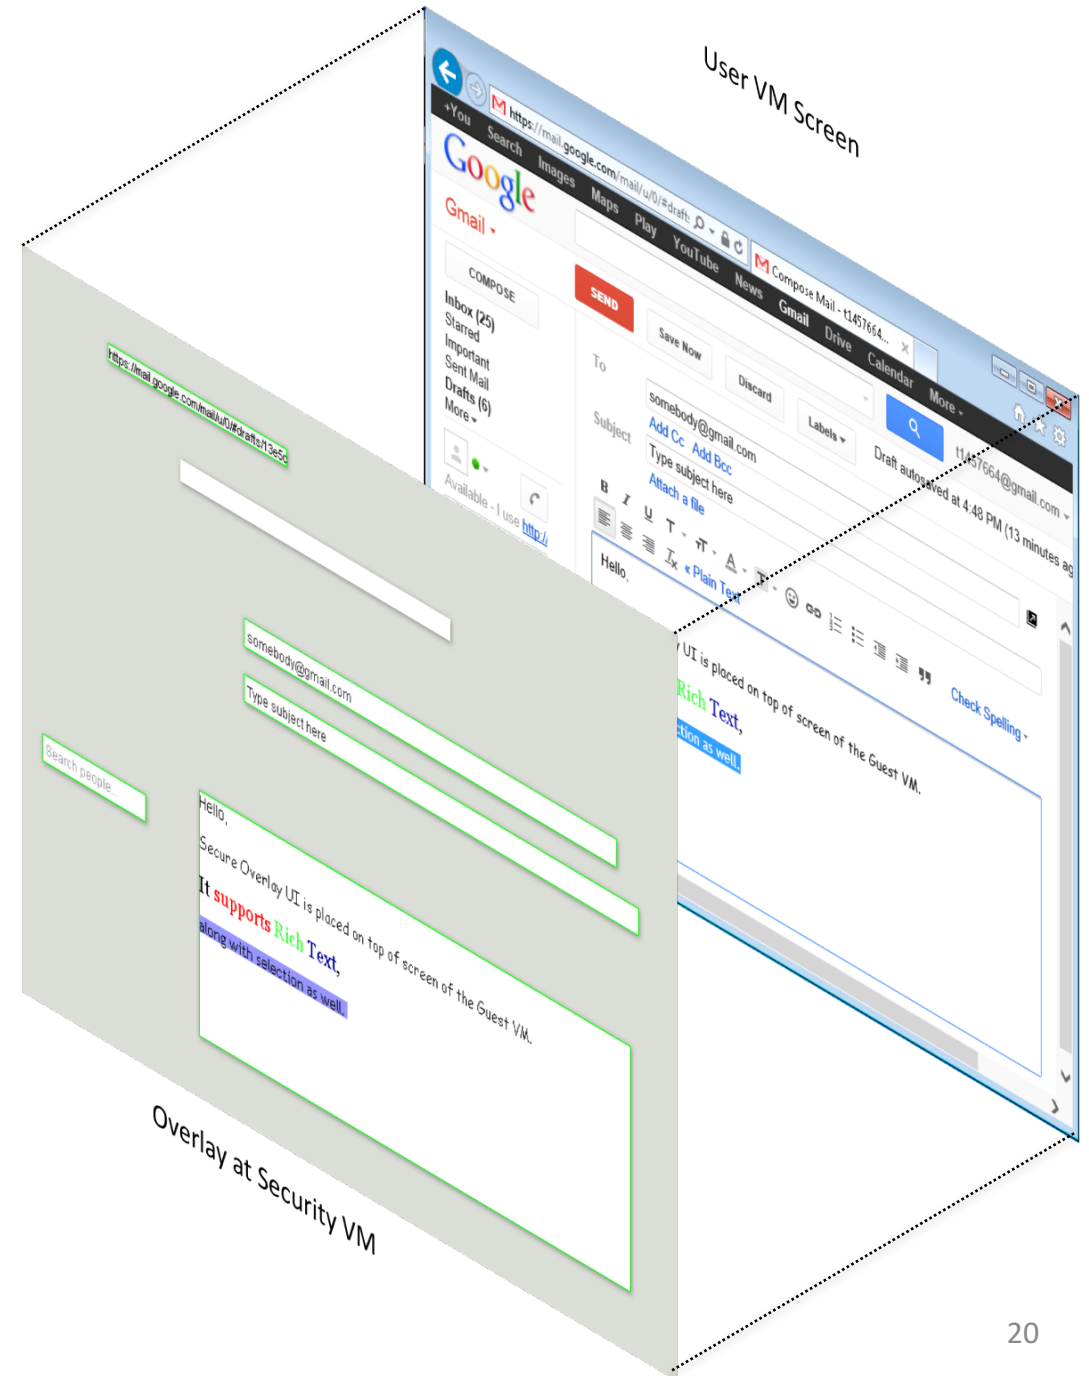 User VM Screen
https://mail.google.com/mail/u/0/#draft:
Compose Mail - t1457664...
+You Search Images Maps Play YouTube News Gmail Drive Calendar More
Google
t1457664@gmail.com
Gmail
SEND
Save Now
Discard
Labels
Draft autosaved at 4:48 PM (13 minutes ag
COMPOSE
Inbox (25)
Starred
Important
Sent Mail
Drafts (6)
More
Available - I use http://
To
somebody@gmail.com
Add Cc Add Bcc
Subject
Type subject here
Attach a file
B I U T T A T
« Plain Text
Check Spelling
Hello,
y UI is placed on top of screen of the Guest VM.
Rich Text,
ction as well.
https://mail.google.com/mail/u/0/#drafts/13e5c
somebody@gmail.com
Type subject here
Search people...
Hello,
Secure Overlay UI is placed on top of screen of the Guest VM.
It supports Rich Text,
along with selection as well.
Overlay at Security VM
20